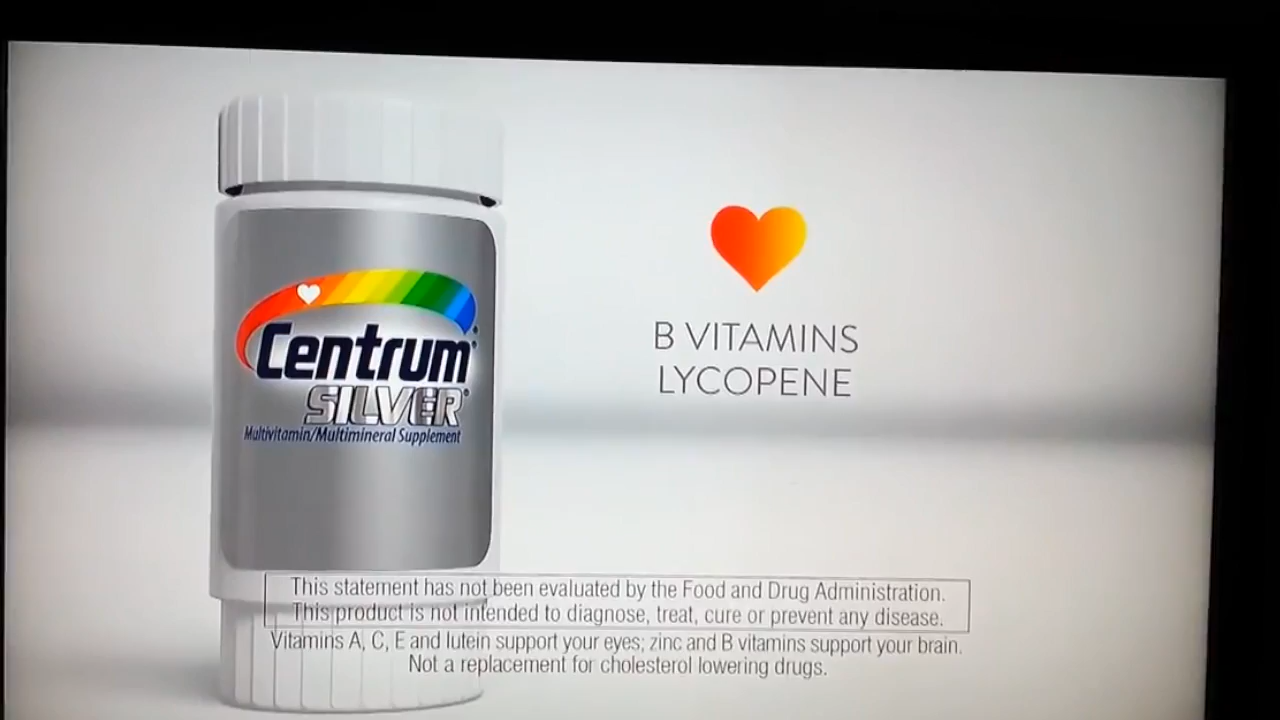 Centrum
SILVER®
Multivitamin/Multimineral Supplement
B VITAMINS
LYCOPENE
This statement has not been evaluated by the Food and Drug Administration.
This product is not intended to diagnose, treat, cure or prevent any disease.
Vitamins A, C, E and lutein support your eyes; zinc and B vitamins support your brain.
Not a replacement for cholesterol lowering drugs.